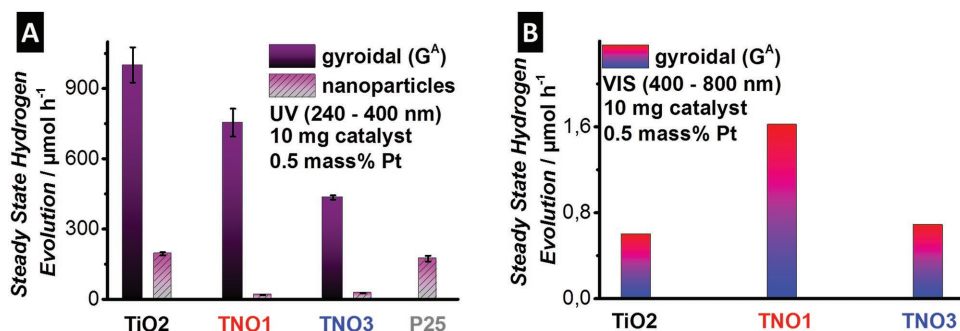 A
Steady State Hydrogen
Evolution / µmol h⁻¹
900
600
300
0
gyroidal (Gᴬ)
nanoparticles
UV (240 - 400 nm)
10 mg catalyst
0.5 mass% Pt
TiO2 TNO1 TNO3 P25
B
Steady State Hydrogen
Evolution / µmol h⁻¹
1,6
0,8
0,0
gyroidal (Gᴬ)
VIS (400 - 800 nm)
10 mg catalyst
0.5 mass% Pt
TiO2 TNO1 TNO3